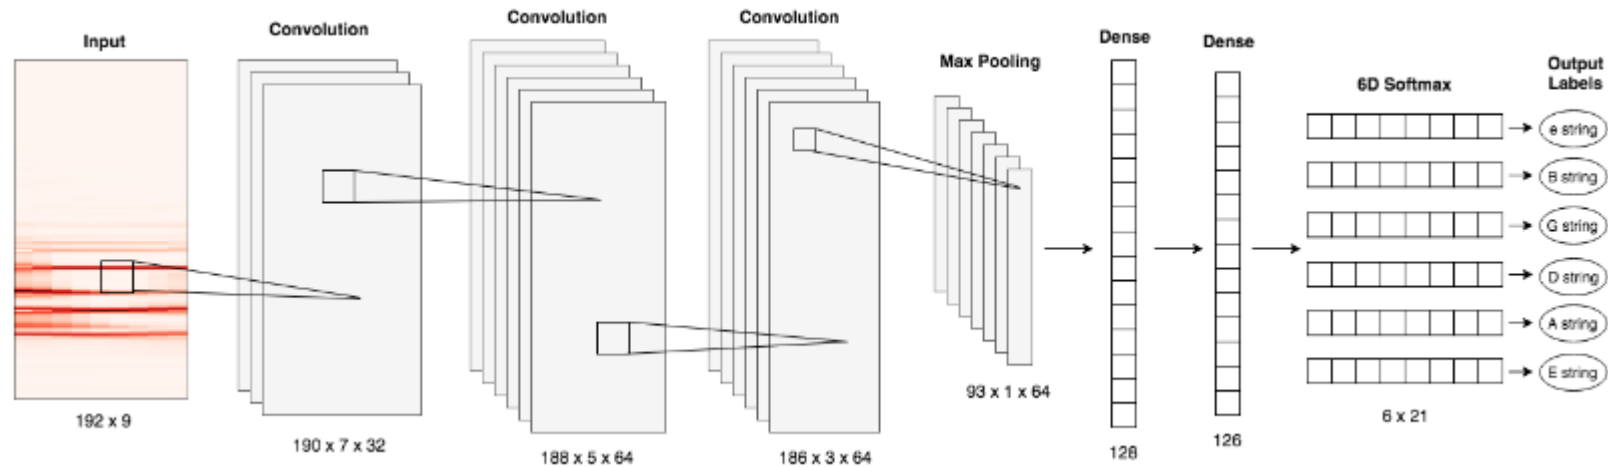 Input
192 x 9
Convolution
190 x 7 x 32
Convolution
188 x 5 x 64
Convolution
186 x 3 x 64
Max Pooling
93 x 1 x 64
Dense
128
Dense
126
6D Softmax
6 x 21
Output
Labels
e string
B string
G string
D string
A string
E string